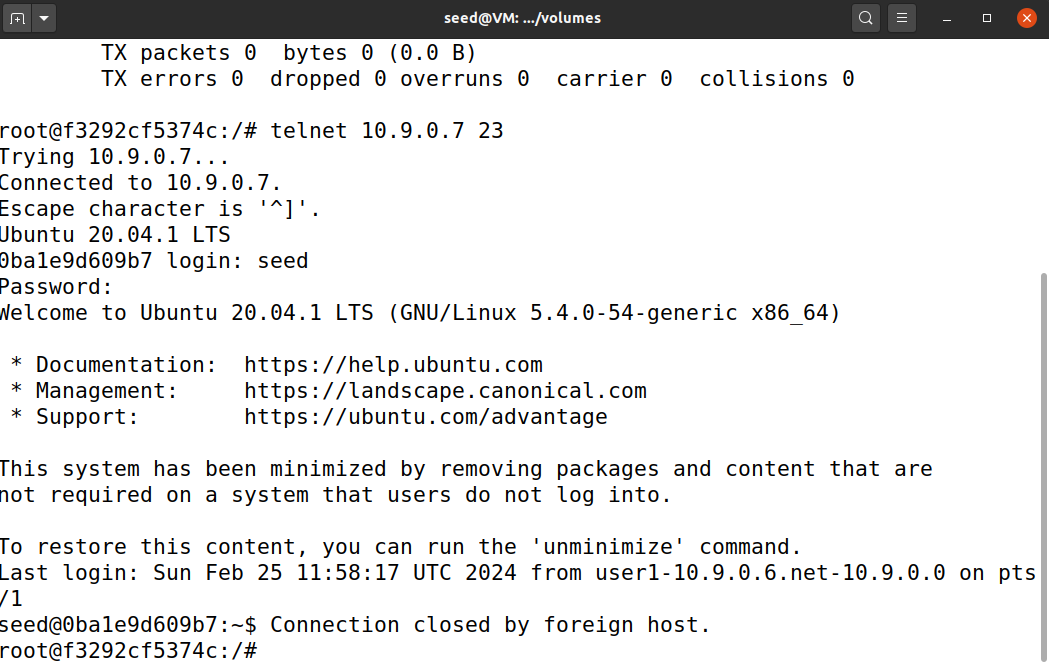 seed@VM: .../volumes
TX packets 0  bytes 0 (0.0 B)
TX errors 0  dropped 0 overruns 0  carrier 0  collisions 0
root@f3292cf5374c:/# telnet 10.9.0.7 23
Trying 10.9.0.7...
Connected to 10.9.0.7.
Escape character is '^]'.
Ubuntu 20.04.1 LTS
0ba1e9d609b7 login: seed
Password:
Welcome to Ubuntu 20.04.1 LTS (GNU/Linux 5.4.0-54-generic x86_64)
* Documentation:  https://help.ubuntu.com
* Management:     https://landscape.canonical.com
* Support:        https://ubuntu.com/advantage
This system has been minimized by removing packages and content that are
not required on a system that users do not log into.
To restore this content, you can run the 'unminimize' command.
Last login: Sun Feb 25 11:58:17 UTC 2024 from user1-10.9.0.6.net-10.9.0.0 on pts
/1
seed@0ba1e9d609b7:~$ Connection closed by foreign host.
root@f3292cf5374c:/#